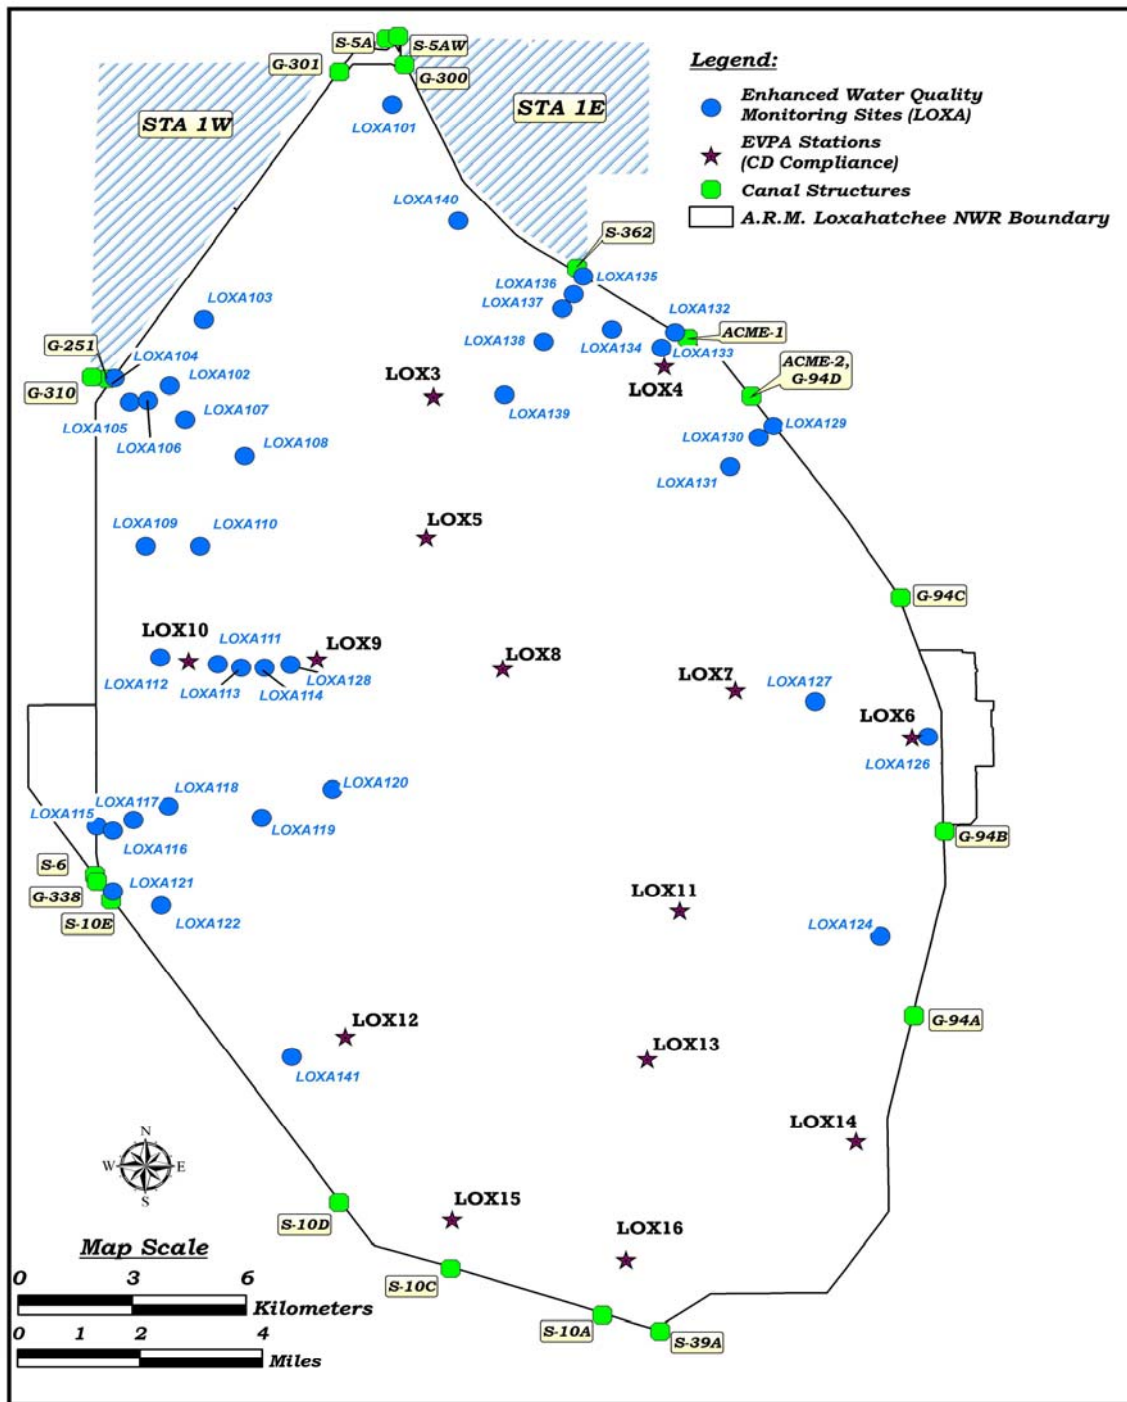 S-5A
S-5AW
G-301
G-300
STA 1W
STA 1E
LOXA101
Legend:
Enhanced Water Quality
Monitoring Sites (LOXA)
EVPA Stations
(CD Compliance)
Canal Structures
A.R.M. Loxahatchee NWR Boundary
LOXA140
S-362
LOXA136
LOXA135
LOXA137
LOXA103
LOXA132
ACME-1
LOXA138
LOXA134
LOXA133
G-251
LOXA104
LOXA102
G-310
LOX3
LOX4
ACME-2,
G-94D
LOXA105
LOXA107
LOXA106
LOXA139
LOXA108
LOXA129
LOXA130
LOXA131
LOXA109
LOXA110
LOX5
G-94C
LOX10
LOXA111
LOX9
LOX8
LOX7
LOXA127
LOXA112
LOXA113
LOXA114
LOXA128
LOX6
LOXA126
LOXA118
LOXA120
LOXA117
LOXA115
LOXA119
LOXA116
G-94B
S-6
LOXA121
G-338
S-10E
LOXA122
LOX11
LOXA124
LOX12
G-94A
LOX13
LOXA141
LOX14
N
W
E
S
LOX15
S-10D
LOX16
Map Scale
0 3 6
Kilometers
S-10C
0 1 2 4
Miles
S-10A
S-39A